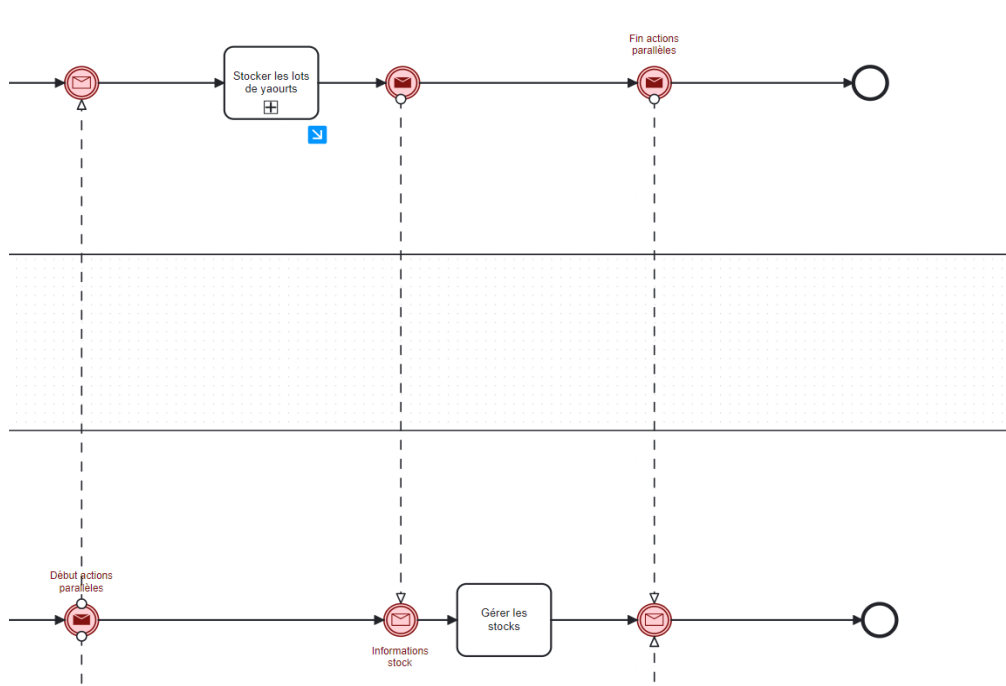 Fin actions
parallèles
Stocker les lots
de yaourts
Début actions
parallèles
Gérer les
stocks
Informations
stock